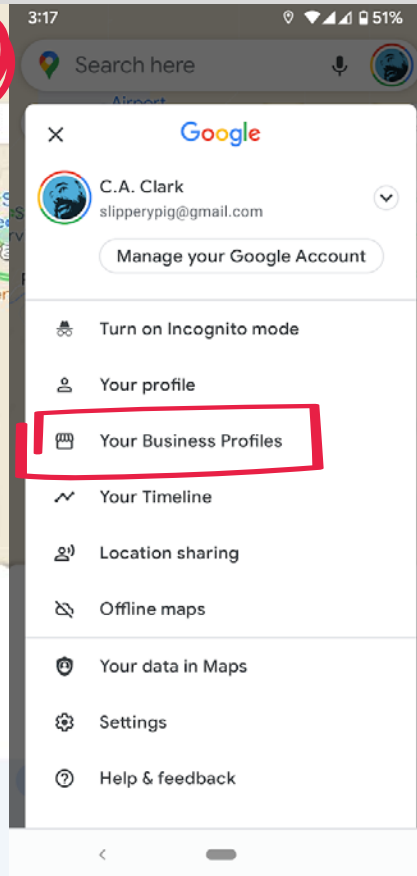 3:17 51%
Search here
Airport
Google
C.A. Clark
slipperypig@gmail.com
Manage your Google Account
Turn on Incognito mode
Your profile
Your Business Profiles
Your Timeline
Location sharing
Offline maps
Your data in Maps
Settings
Help & feedback